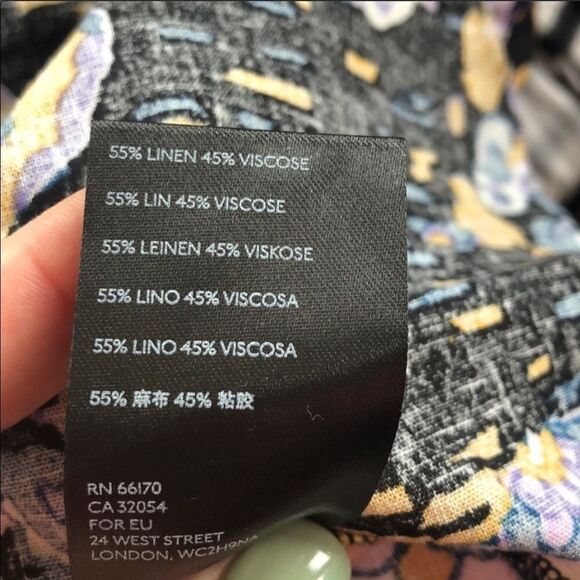 55% LINEN 45% VISCOSE
55% LIN 45% VISCOSE
55% LEINEN 45% VISKOSE
55% LINO 45% VISCOSA
55% LINO 45% VISCOSA
55% 麻布 45% 粘胶
RN 66170
CA 32054
FOR EU
24 WEST STREET
LONDON, WC2H9NA